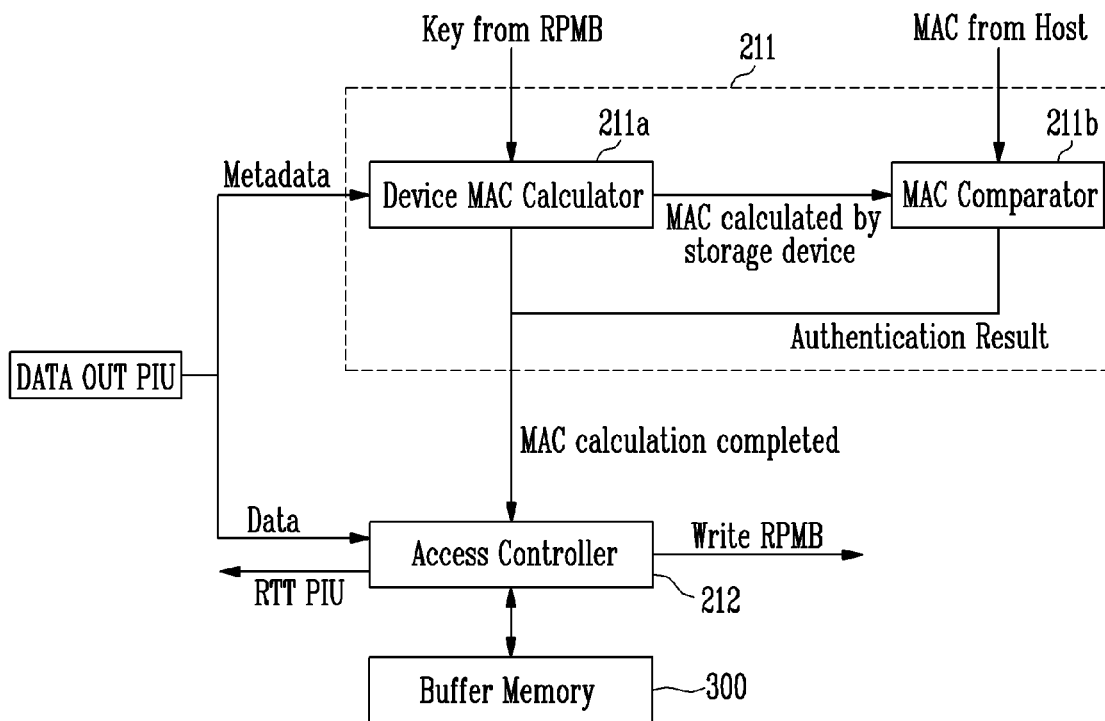 Key from RPMB
MAC from Host
211
211a
211b
Metadata
Device MAC Calculator
MAC Comparator
MAC calculated by
storage device
Authentication Result
DATA OUT PIU
MAC calculation completed
Data
Access Controller
Write RPMB
RTT PIU
212
Buffer Memory
300